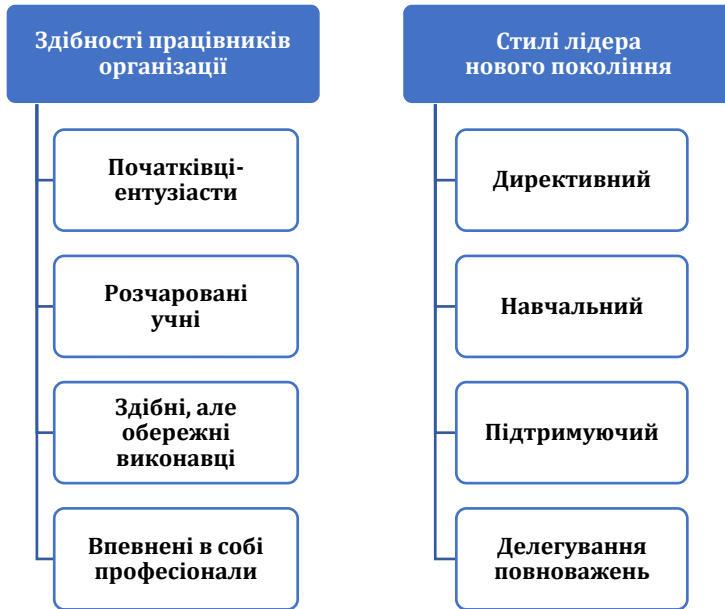 Здібності працівників
організації
Початківці-
ентузіасти
Розчаровані
учні
Здібні, але
обережні
виконавці
Впевнені в собі
професіонали
Стилі лідера
нового покоління
Директивний
Навчальний
Підтримуючий
Делегування
повноважень